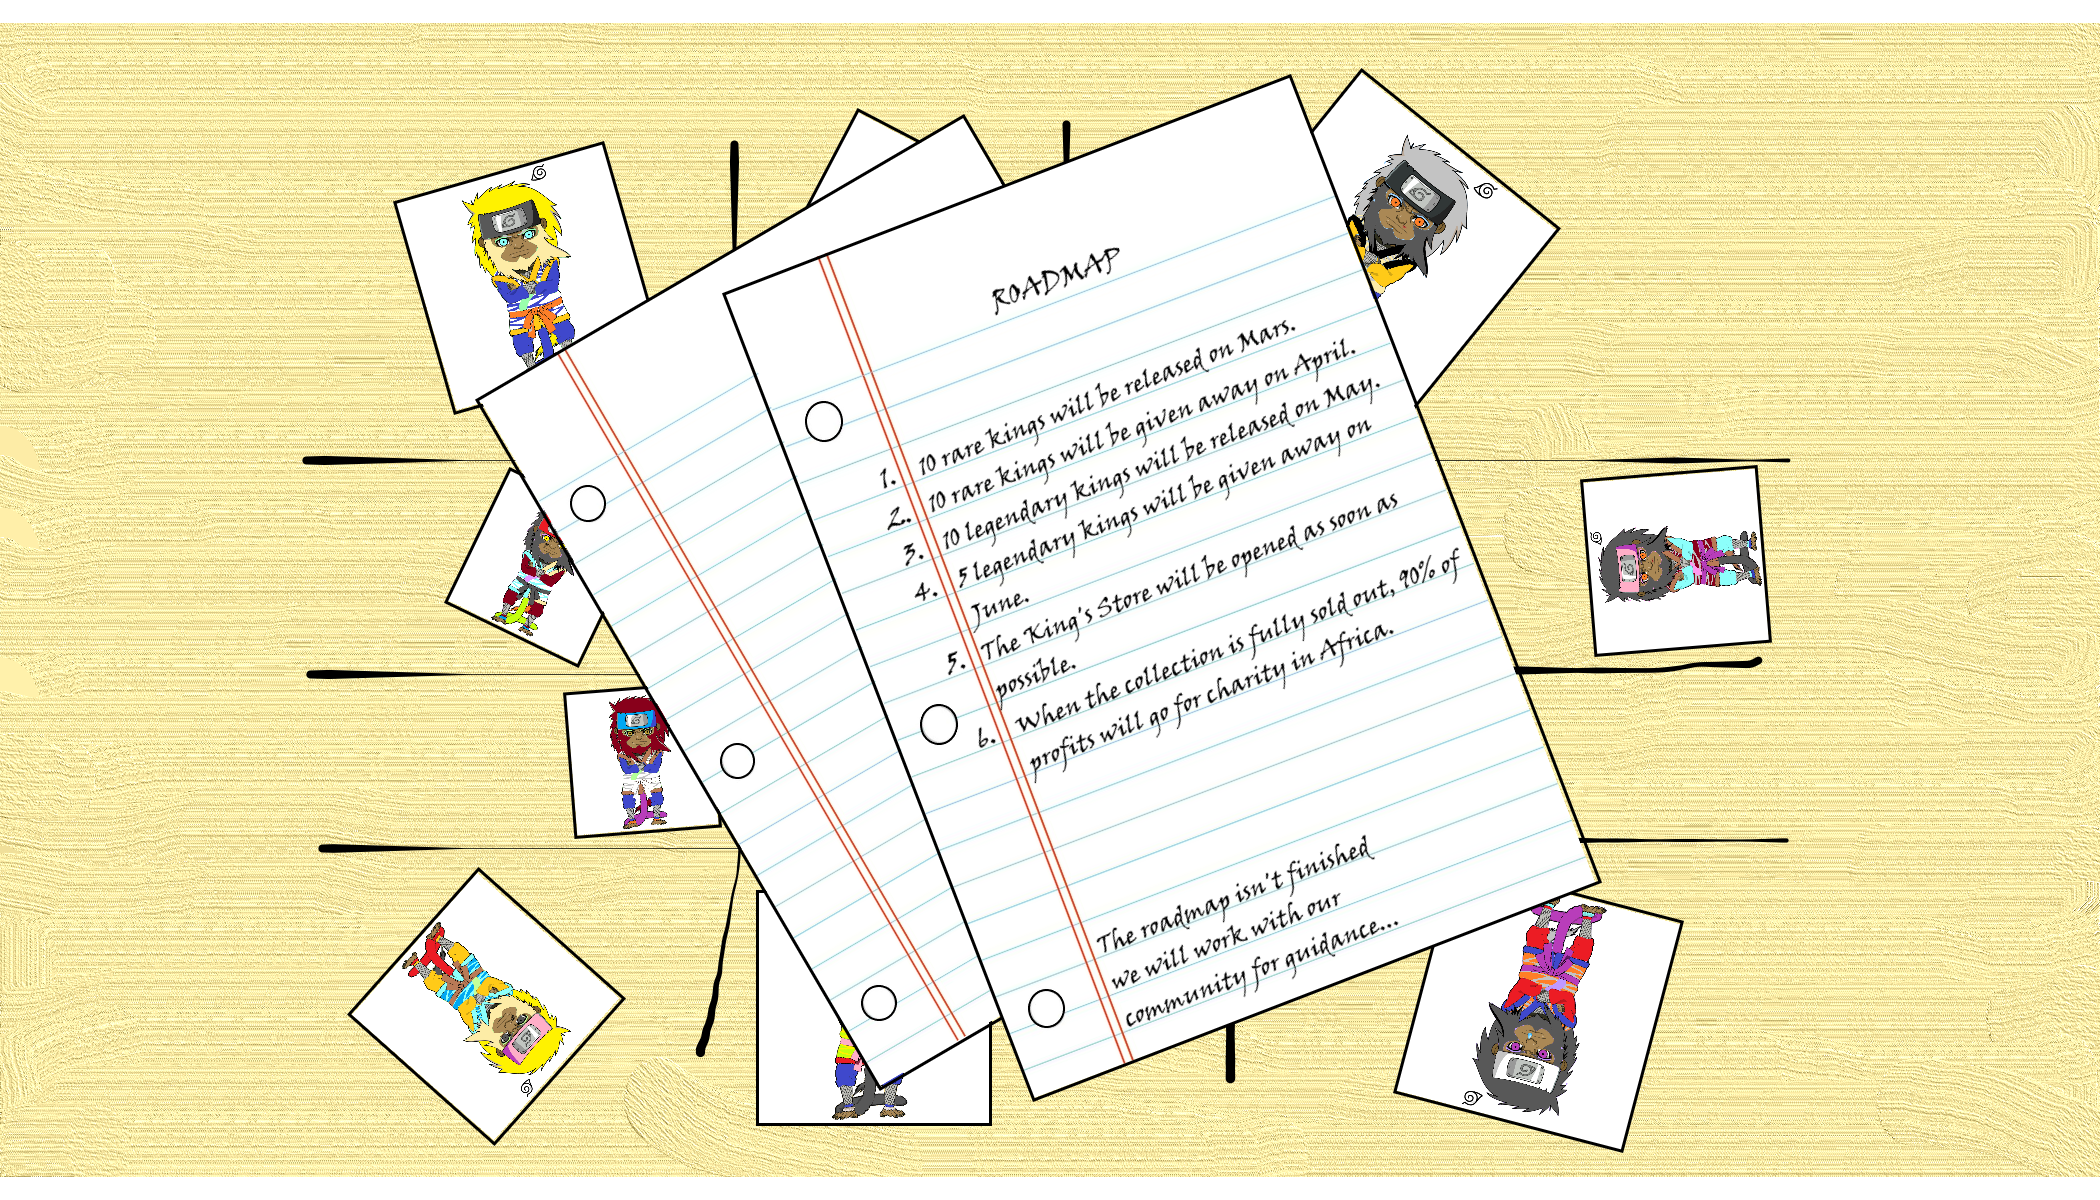 ROADMAP
1. 10 rare kings will be released on Mars.
2. 10 rare kings will be given away on April.
3. 10 legendary kings will be released on May.
4. 5 legendary kings will be given away on
June.
5. The King's Store will be opened as soon as
possible.
6. When the collection is fully sold out, 90% of
profits will go for charity in Africa.
The roadmap isn't finished
we will work with our
community for guidance...